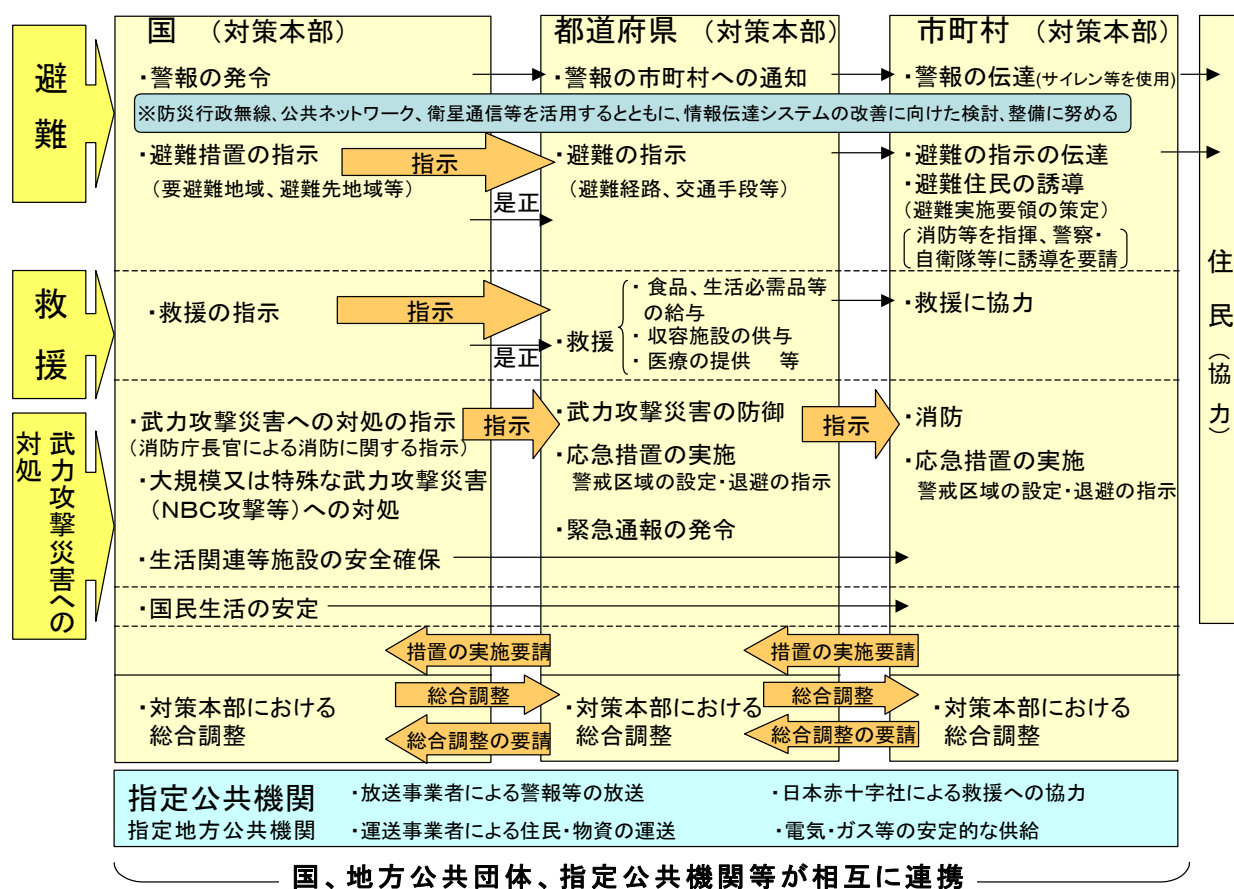 国 (対策本部)
都道府県 (対策本部)
市町村 (対策本部)
避難
・警報の発令
・警報の市町村への通知
・警報の伝達(サイレン等を使用)
※防災行政無線、公共ネットワーク、衛星通信等を活用するとともに、情報伝達システムの改善に向けた検討、整備に努める
・避難措置の指示
(要避難地域、避難先地域等)
指示
是正
・避難の指示
(避難経路、交通手段等)
・避難の指示の伝達
・避難住民の誘導
(避難実施要領の策定)
消防等を指揮、警察・
自衛隊等に誘導を要請
住民(協力)
救援
・救援の指示
指示
是正
・救援
・食品、生活必需品等
の給与
・収容施設の供与
・医療の提供 等
・救援に協力
武力攻撃災害への
対処
・武力攻撃災害への対処の指示
(消防庁長官による消防に関する指示)
・大規模又は特殊な武力攻撃災害
(NBC攻撃等)への対処
・生活関連等施設の安全確保
指示
・武力攻撃災害の防御
・応急措置の実施
警戒区域の設定・退避の指示
・緊急通報の発令
指示
・消防
・応急措置の実施
警戒区域の設定・退避の指示
・国民生活の安定
措置の実施要請
措置の実施要請
・対策本部における
総合調整
総合調整
総合調整の要請
・対策本部における
総合調整
総合調整
総合調整の要請
・対策本部における
総合調整
指定公共機関
指定地方公共機関
・放送事業者による警報等の放送
・日本赤十字社による救援への協力
・運送事業者による住民・物資の運送
・電気・ガス等の安定的な供給
国、地方公共団体、指定公共機関等が相互に連携